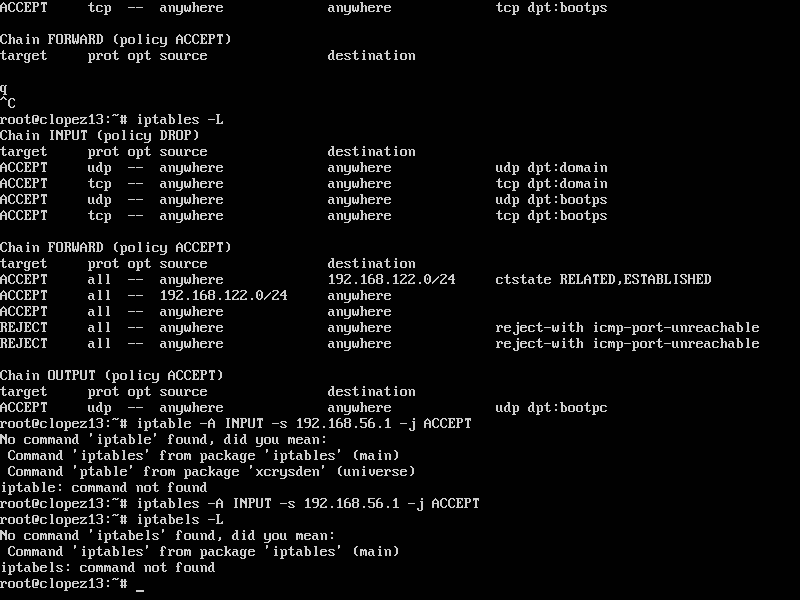 ACCEPT     tcp  --  anywhere             anywhere             tcp dpt:bootps

Chain FORWARD (policy ACCEPT)
target     prot opt source               destination

q
^C
root@clopez13:~# iptables -L
Chain INPUT (policy DROP)
target     prot opt source               destination
ACCEPT     udp  --  anywhere             anywhere             udp dpt:domain
ACCEPT     tcp  --  anywhere             anywhere             tcp dpt:domain
ACCEPT     udp  --  anywhere             anywhere             udp dpt:bootps
ACCEPT     tcp  --  anywhere             anywhere             tcp dpt:bootps

Chain FORWARD (policy ACCEPT)
target     prot opt source               destination
ACCEPT     all  --  anywhere             192.168.122.0/24     ctstate RELATED,ESTABLISHED
ACCEPT     all  --  192.168.122.0/24     anywhere
ACCEPT     all  --  anywhere             anywhere
REJECT     all  --  anywhere             anywhere             reject-with icmp-port-unreachable
REJECT     all  --  anywhere             anywhere             reject-with icmp-port-unreachable

Chain OUTPUT (policy ACCEPT)
target     prot opt source               destination
ACCEPT     udp  --  anywhere             anywhere             udp dpt:bootpc
root@clopez13:~# iptable -A INPUT -s 192.168.56.1 -j ACCEPT
No command 'iptable' found, did you mean:
 Command 'iptables' from package 'iptables' (main)
 Command 'ptable' from package 'xcrysden' (universe)
iptable: command not found
root@clopez13:~# iptables -A INPUT -s 192.168.56.1 -j ACCEPT
root@clopez13:~# iptabels -L
No command 'iptabels' found, did you mean:
 Command 'iptables' from package 'iptables' (main)
iptabels: command not found
root@clopez13:~# _